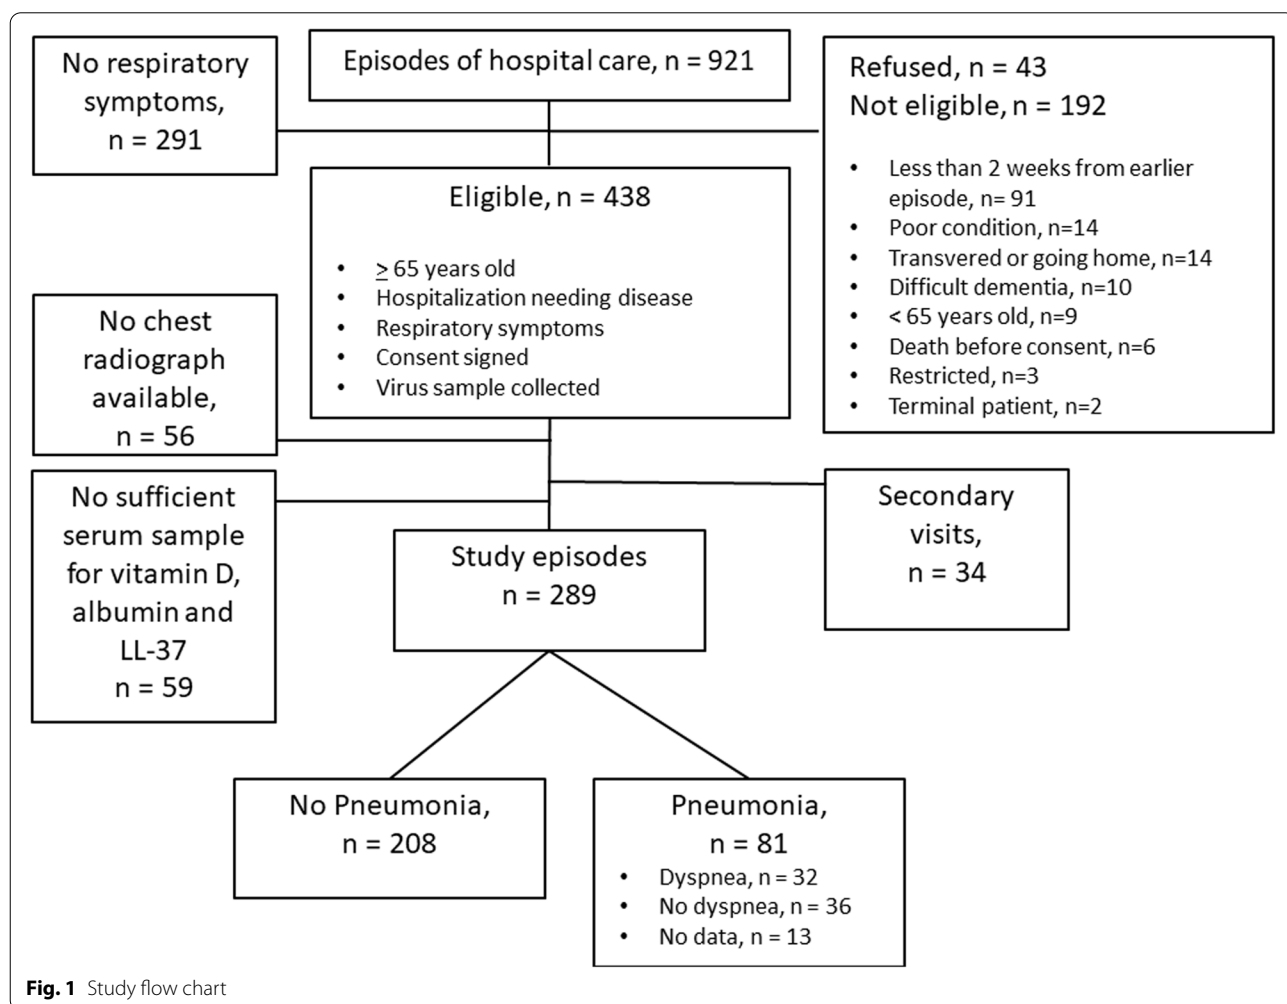 No respiratory
symptoms,
n = 291
Episodes of hospital care, n = 921
Refused, n = 43
Not eligible, n = 192
• Less than 2 weeks from earlier
episode, n= 91
• Poor condition, n=14
• Transvered or going home, n=14
• Difficult dementia, n=10
• < 65 years old, n=9
• Death before consent, n=6
• Restricted, n=3
• Terminal patient, n=2
Eligible, n = 438
• ≥ 65 years old
• Hospitalization needing disease
• Respiratory symptoms
• Consent signed
• Virus sample collected
No chest
radiograph
available,
n = 56
No sufficient
serum sample
for vitamin D,
albumin and
LL-37
n = 59
Secondary
visits,
n = 34
Study episodes
n = 289
No Pneumonia,
n = 208
Pneumonia,
n = 81
• Dyspnea, n = 32
• No dyspnea, n = 36
• No data, n = 13
Fig. 1 Study flow chart